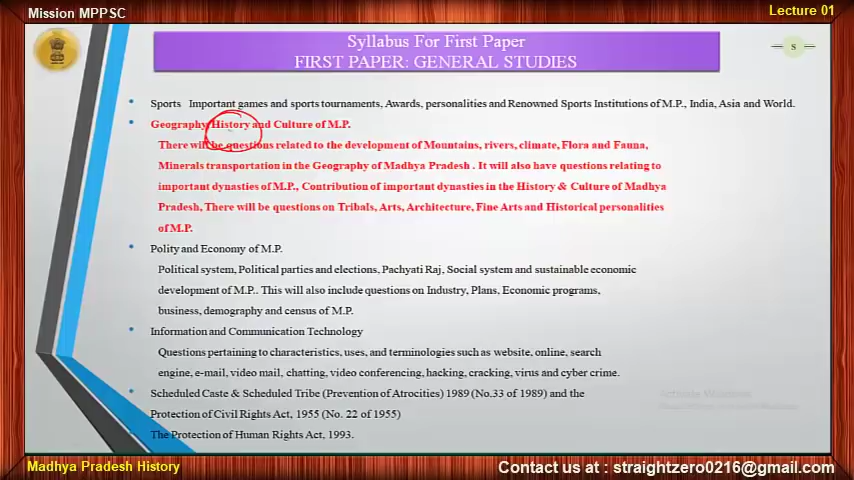 Mission MPPSC
Lecture 01
Syllabus For First Paper
FIRST PAPER: GENERAL STUDIES
S
• Sports Important games and sports tournaments, Awards, personalities and Renowned Sports Institutions of M.P., India, Asia and World.
• Geography, History and Culture of M.P.
There will be questions related to the development of Mountains, rivers, climate, Flora and Fauna,
Minerals transportation in the Geography of Madhya Pradesh . It will also have questions relating to
important dynasties of M.P., Contribution of important dynasties in the History & Culture of Madhya
Pradesh, There will be questions on Tribals, Arts, Architecture, Fine Arts and Historical personalities
of M.P.
• Polity and Economy of M.P.
Political system, Political parties and elections, Pachyati Raj, Social system and sustainable economic
development of M.P.. This will also include questions on Industry, Plans, Economic programs,
business, demography and census of M.P.
• Information and Communication Technology
Questions pertaining to characteristics, uses, and terminologies such as website, online, search
engine, e-mail, video mail, chatting, video conferencing, hacking, cracking, virus and cyber crime.
• Scheduled Caste & Scheduled Tribe (Prevention of Atrocities) 1989 (No.33 of 1989) and the
Protection of Civil Rights Act, 1955 (No. 22 of 1955)
• The Protection of Human Rights Act, 1993.
Activate Windows
Madhya Pradesh History
Contact us at : straightzero0216@gmail.com